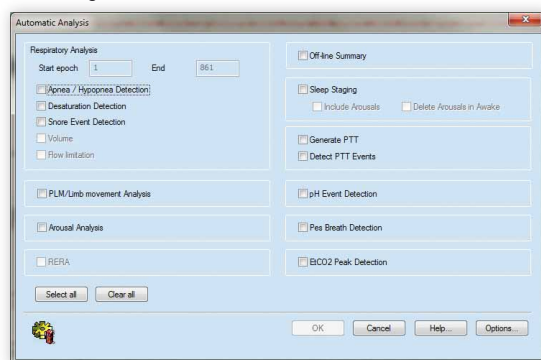 Automatic Analysis
Respiratory Analysis
Start epoch 1 End 861
Apnea / Hypopnea Detection
Desaturation Detection
Snore Event Detection
Volume
Flow limitation
PLM/Limb movement Analysis
Arousal Analysis
RERA
Off-line Summary
Sleep Staging
Include Arousals Delete Arousals in Awake
Generate PTT
Detect PTT Events
pH Event Detection
Pes Breath Detection
EtCO2 Peak Detection
Select all Clear all
OK Cancel Help... Options...